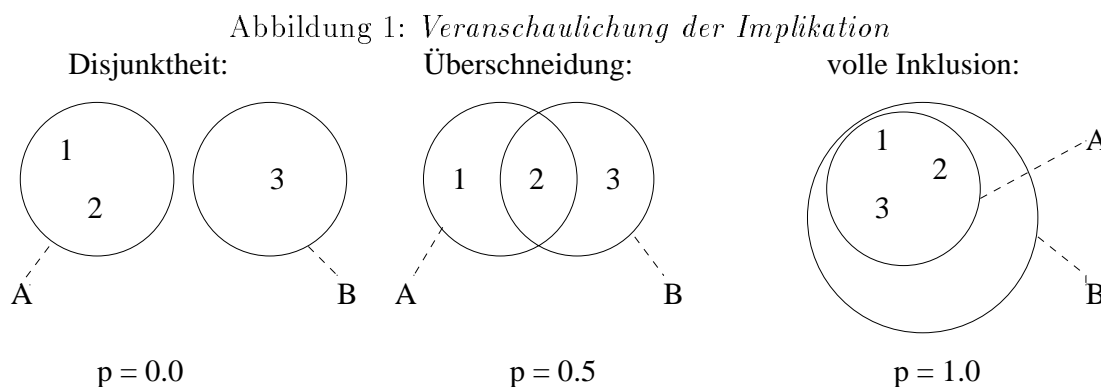 Abbildung 1: Veranschaulichung der Implikation
Disjunktheit: Überschneidung: volle Inklusion:
1 2 3 1 2 3 1 2 3
A B A B A B
p = 0.0 p = 0.5 p = 1.0